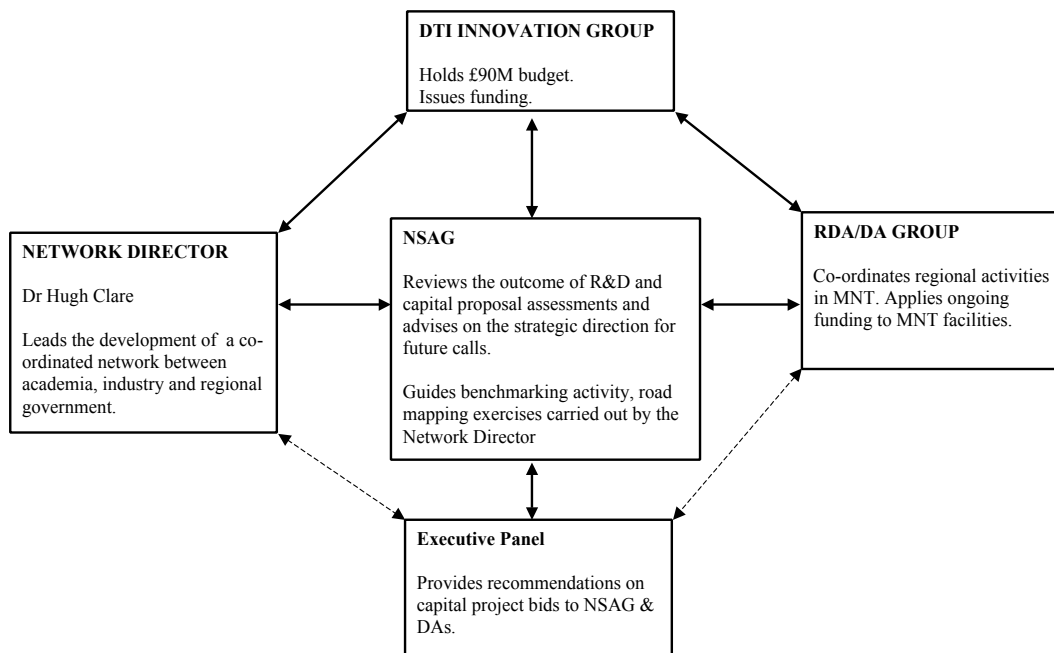 DTI INNOVATION GROUP
Holds £90M budget.
Issues funding.
NETWORK DIRECTOR
Dr Hugh Clare
Leads the development of a co-
ordinated network between
academia, industry and regional
government.
NSAG
Reviews the outcome of R&D and
capital proposal assessments and
advises on the strategic direction for
future calls.
Guides benchmarking activity, road
mapping exercises carried out by the
Network Director
RDA/DA GROUP
Co-ordinates regional activities
in MNT. Applies ongoing
funding to MNT facilities.
Executive Panel
Provides recommendations on
capital project bids to NSAG &
DAs.